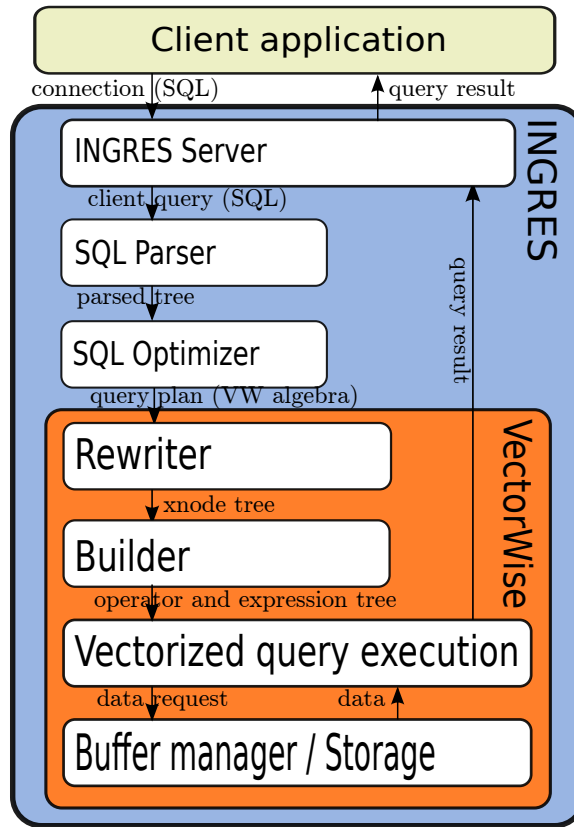 Client application
connection (SQL)
query result
INGRES
INGRES Server
client query (SQL)
SQL Parser
parsed tree
query result
SQL Optimizer
query plan (VW algebra)
VectorWise
Rewriter
xnode tree
Builder
operator and expression tree
Vectorized query execution
data request
data
Buffer manager / Storage